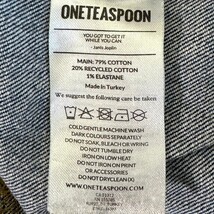 ONETEASPOON
YOU GOT TO GET IT
WHILE YOU CAN
- Janis Joplin
MAIN: 79% COTTON
20% RECYCLED COTTON
1% ELASTANE
Made in Turkey
We suggest the following care be taken
COLD GENTLE MACHINE WASH
DARK COLOURS SEPARATELY
DO NOT SOAK, BLEACH OR WRING
DO NOT TUMBLE DRY
IRON ON LOW HEAT
OR DO NOT IRON ON PRINT
OR TRANSFER
DO NOT DRYCLEAN (X)
WWW.ONETEASPOON.COM